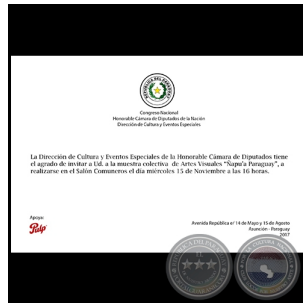 Congreso Nacional
Honorable Cámara de Diputados de la Nación
Dirección de Cultura y Eventos Especiales
La Dirección de Cultura y Eventos Especiales de la Honorable Cámara de Diputados tiene
el agrado de invitar a Ud. a la muestra colectiva de Artes Visuales "Ñapu'a Paraguay", a
realizarse en el Salón Comuneros el día miércoles 15 de Noviembre a las 16 horas.
Apoya:
Pulp
Avenida República e/ 14 de Mayo y 15 de Agosto
Asunción - Paraguay
2017